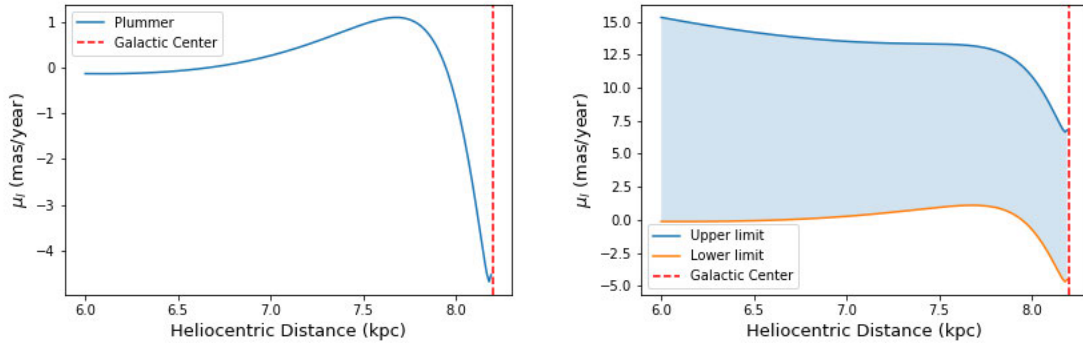 1
0
−1
−2
−3
−4
μl (mas/year)
Plummer
Galactic Center
6.0 6.5 7.0 7.5 8.0
Heliocentric Distance (kpc)
15.0
12.5
10.0
7.5
5.0
2.5
0.0
−2.5
−5.0
μl (mas/year)
Upper limit
Lower limit
Galactic Center
6.0 6.5 7.0 7.5 8.0
Heliocentric Distance (kpc)